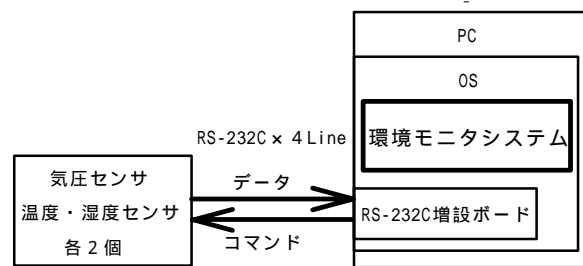 PC
OS
環境モニタシステム
RS-232C× 4Line
気圧センサ
温度・湿度センサ
各2個
データ
コマンド
RS-232C増設ボード